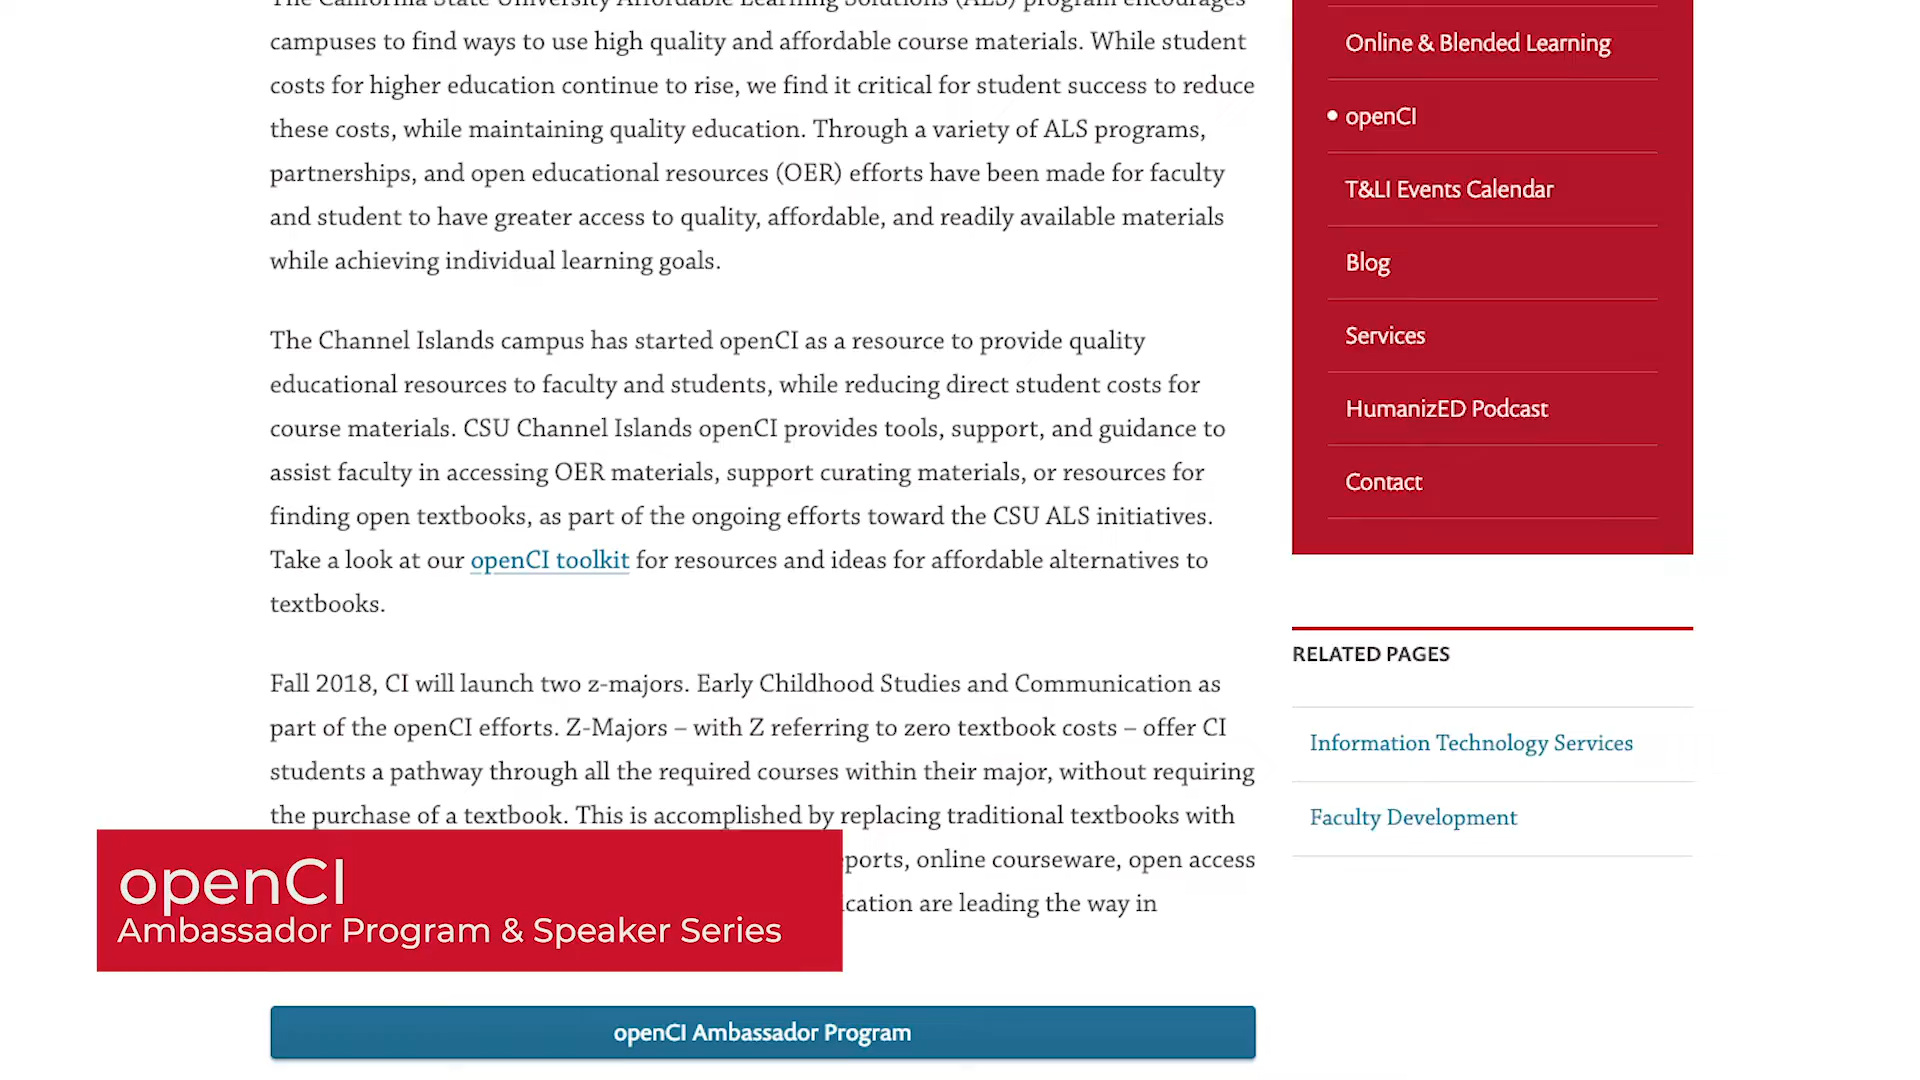 The California State University Affordable Learning Solutions (ALS) program encourages
campuses to find ways to use high quality and affordable course materials. While student
costs for higher education continue to rise, we find it critical for student success to reduce
these costs, while maintaining quality education. Through a variety of ALS programs,
partnerships, and open educational resources (OER) efforts have been made for faculty
and student to have greater access to quality, affordable, and readily available materials
while achieving individual learning goals.
The Channel Islands campus has started openCI as a resource to provide quality
educational resources to faculty and students, while reducing direct student costs for
course materials. CSU Channel Islands openCI provides tools, support, and guidance to
assist faculty in accessing OER materials, support curating materials, or resources for
finding open textbooks, as part of the ongoing efforts toward the CSU ALS initiatives.
Take a look at our openCI toolkit for resources and ideas for affordable alternatives to
textbooks.
Fall 2018, CI will launch two z-majors. Early Childhood Studies and Communication as
part of the openCI efforts. Z-Majors – with Z referring to zero textbook costs – offer CI
students a pathway through all the required courses within their major, without requiring
the purchase of a textbook. This is accomplished by replacing traditional textbooks with
online courseware, open access
are leading the way in
openCI
Ambassador Program & Speaker Series
openCI Ambassador Program
Online & Blended Learning
openCI
T&LI Events Calendar
Blog
Services
HumanizED Podcast
Contact
RELATED PAGES
Information Technology Services
Faculty Development